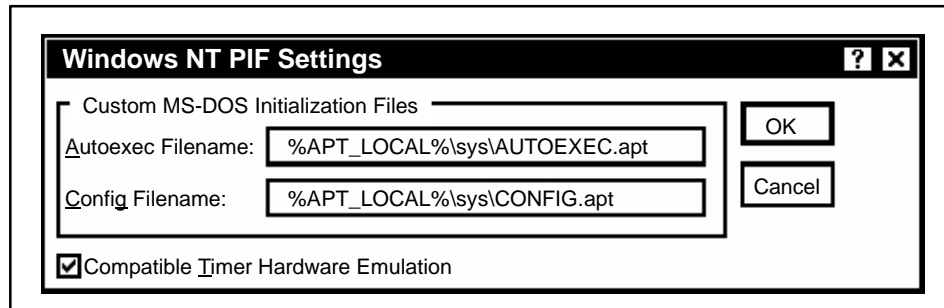 Windows NT PIF Settings ? X
Custom MS-DOS Initialization Files
OK
Autoexec Filename: %APT_LOCAL%\sys\AUTOEXEC.apt
Cancel
Config Filename: %APT_LOCAL%\sys\CONFIG.apt
Compatible Timer Hardware Emulation